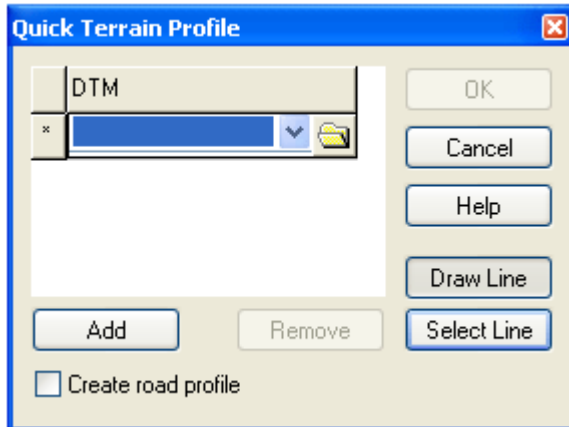 Quick Terrain Profile
DTM
OK
*
Cancel
Help
Draw Line
Add
Remove
Select Line
Create road profile